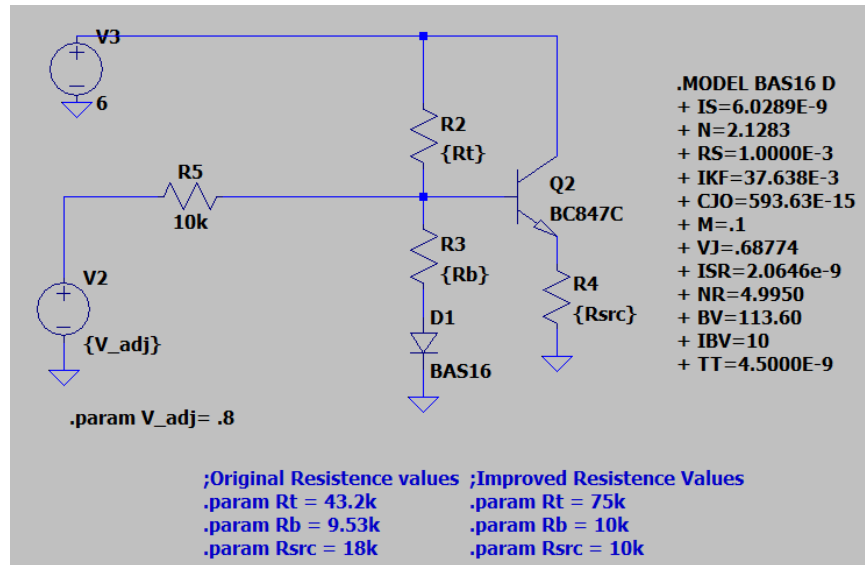 V3
+
−
6
R2
{Rt}
R5
10k
Q2
BC847C
V2
+
−
{V_adj}
R3
{Rb}
R4
{Rsrc}
D1
BAS16
.param V_adj= .8
.MODEL BAS16 D
+ IS=6.0289E-9
+ N=2.1283
+ RS=1.0000E-3
+ IKF=37.638E-3
+ CJO=593.63E-15
+ M=.1
+ VJ=.68774
+ ISR=2.0646e-9
+ NR=4.9950
+ BV=113.60
+ IBV=10
+ TT=4.5000E-9
;Original Resistence values
.param Rt = 43.2k
.param Rb = 9.53k
.param Rsrc = 18k
;Improved Resistence Values
.param Rt = 75k
.param Rb = 10k
.param Rsrc = 10k